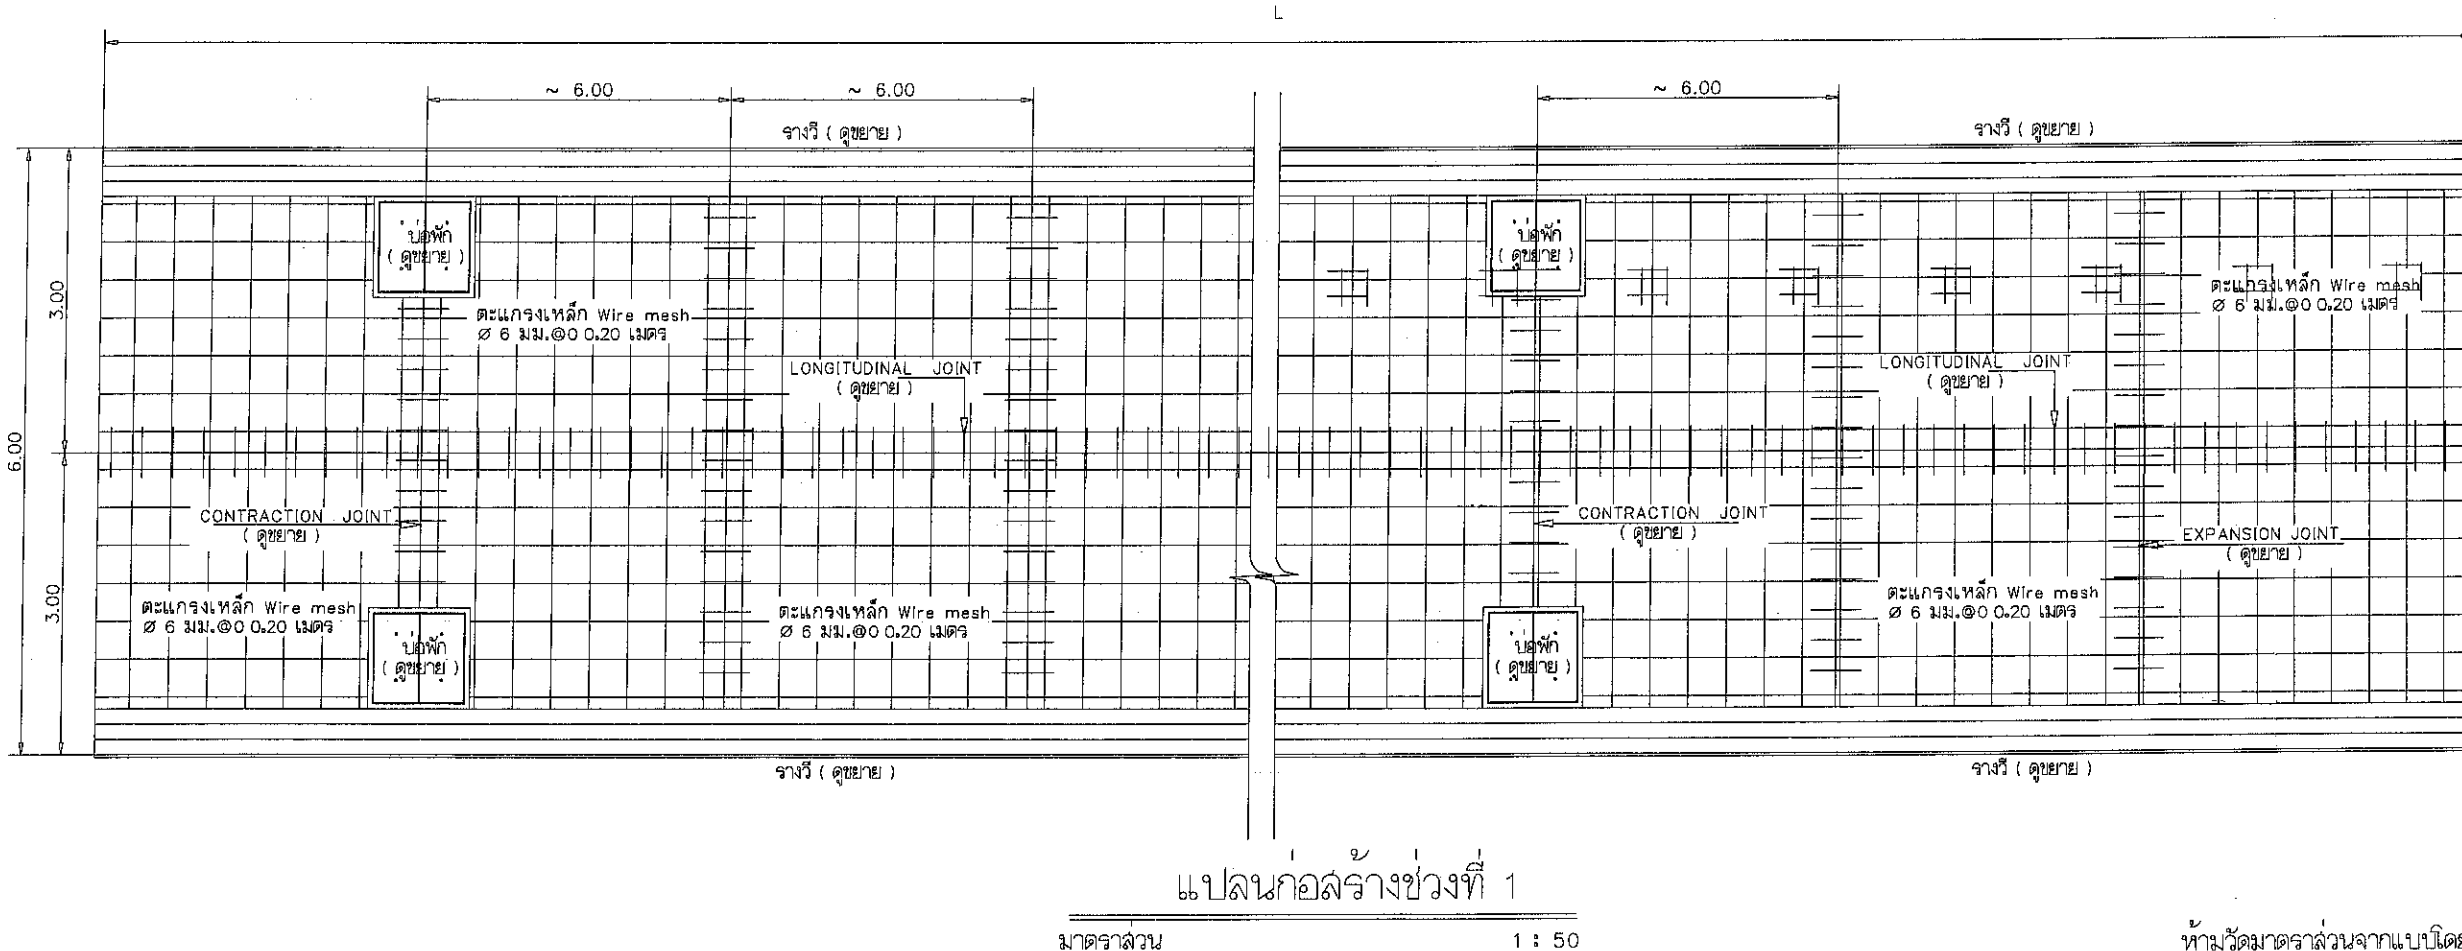 L
~ 6.00
~ 6.00
~ 6.00
รางวี ( ดูขยาย )
รางวี ( ดูขยาย )
บ่อพัก
( ดูขยาย )
บ่อพัก
( ดูขยาย )
3.00
ตะแกรงเหล็ก Wire mesh
Ø 6 มม.@0 0.20 เมตร
ตะแกรงเหล็ก Wire mesh
Ø 6 มม.@0 0.20 เมตร
LONGITUDINAL JOINT
( ดูขยาย )
LONGITUDINAL JOINT
( ดูขยาย )
6.00
CONTRACTION JOINT
( ดูขยาย )
CONTRACTION JOINT
( ดูขยาย )
EXPANSION JOINT
( ดูขยาย )
3.00
ตะแกรงเหล็ก Wire mesh
Ø 6 มม.@0 0.20 เมตร
ตะแกรงเหล็ก Wire mesh
Ø 6 มม.@0 0.20 เมตร
ตะแกรงเหล็ก Wire mesh
Ø 6 มม.@0 0.20 เมตร
บ่อพัก
( ดูขยาย )
บ่อพัก
( ดูขยาย )
รางวี ( ดูขยาย )
รางวี ( ดูขยาย )
แปลนก่อสร้างช่วงที่ 1
มาตราส่วน 1 : 50
ห้ามวัดมาตราส่วนจากแบบโดย